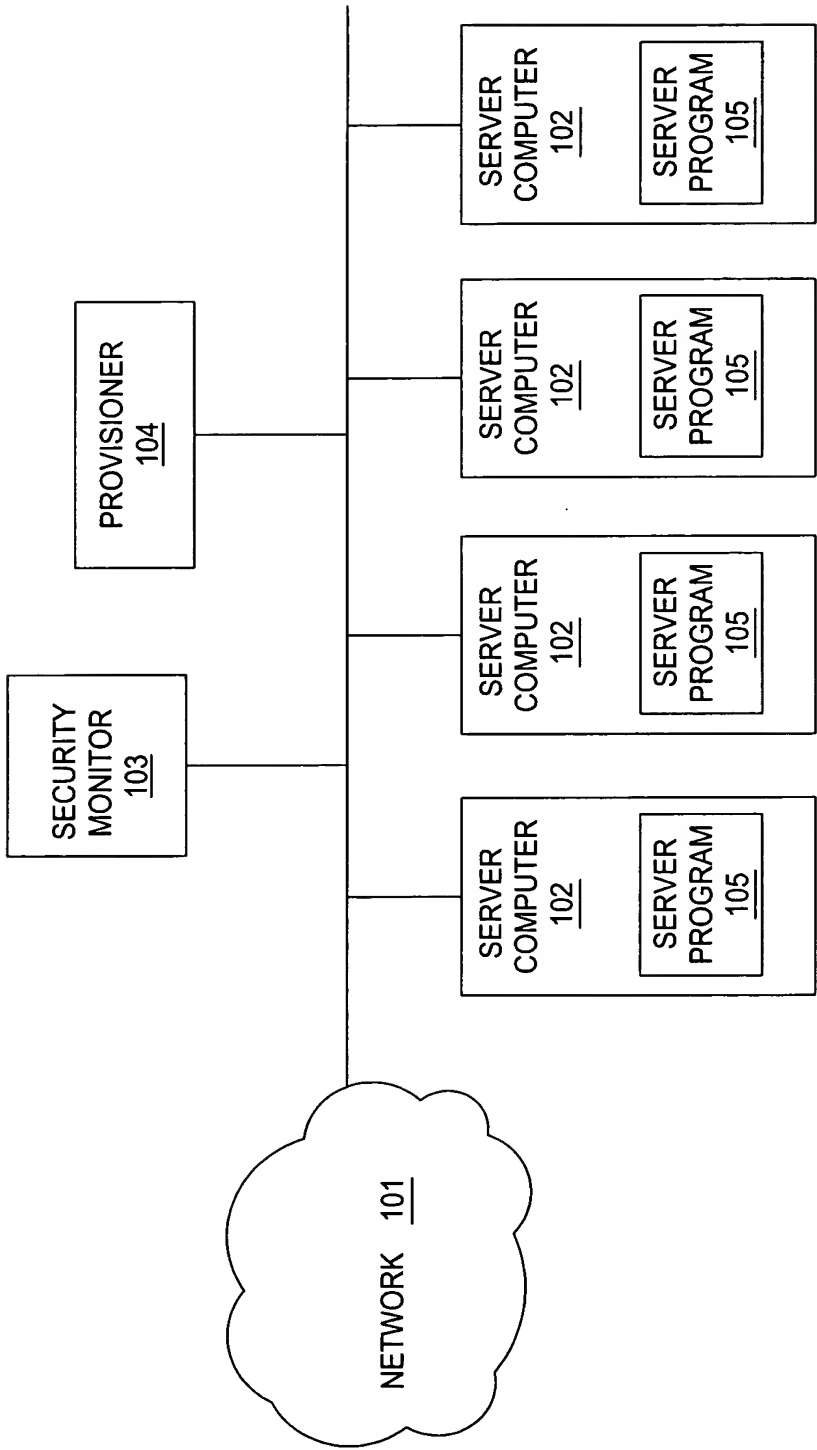 SECURITY
MONITOR
103
PROVISIONER
104
NETWORK 101
SERVER
COMPUTER
102
SERVER
PROGRAM
105
SERVER
COMPUTER
102
SERVER
PROGRAM
105
SERVER
COMPUTER
102
SERVER
PROGRAM
105
SERVER
COMPUTER
102
SERVER
PROGRAM
105